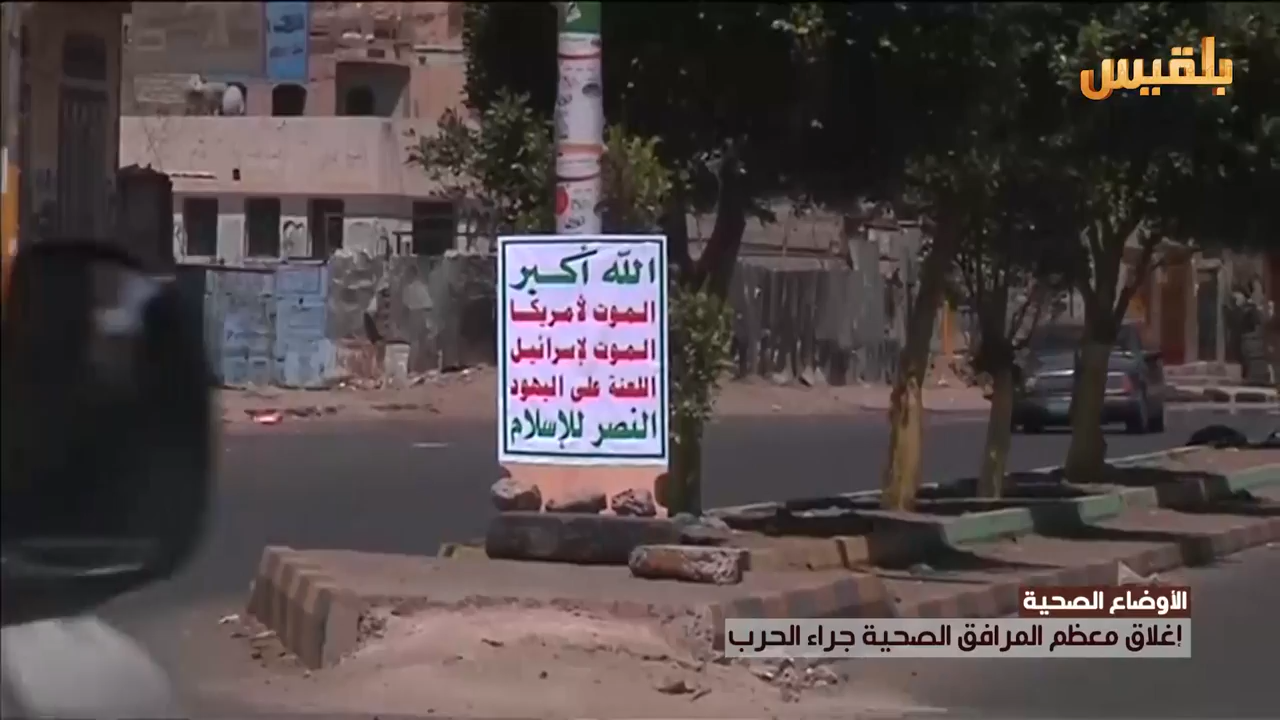 بلقيس
الله أكبر
الموت لأمريكا
الموت لإسرائيل
اللعنة على اليهود
النصر للإسلام
الأوضاع الصحية
إغلاق معظم المرافق الصحية جراء الحرب